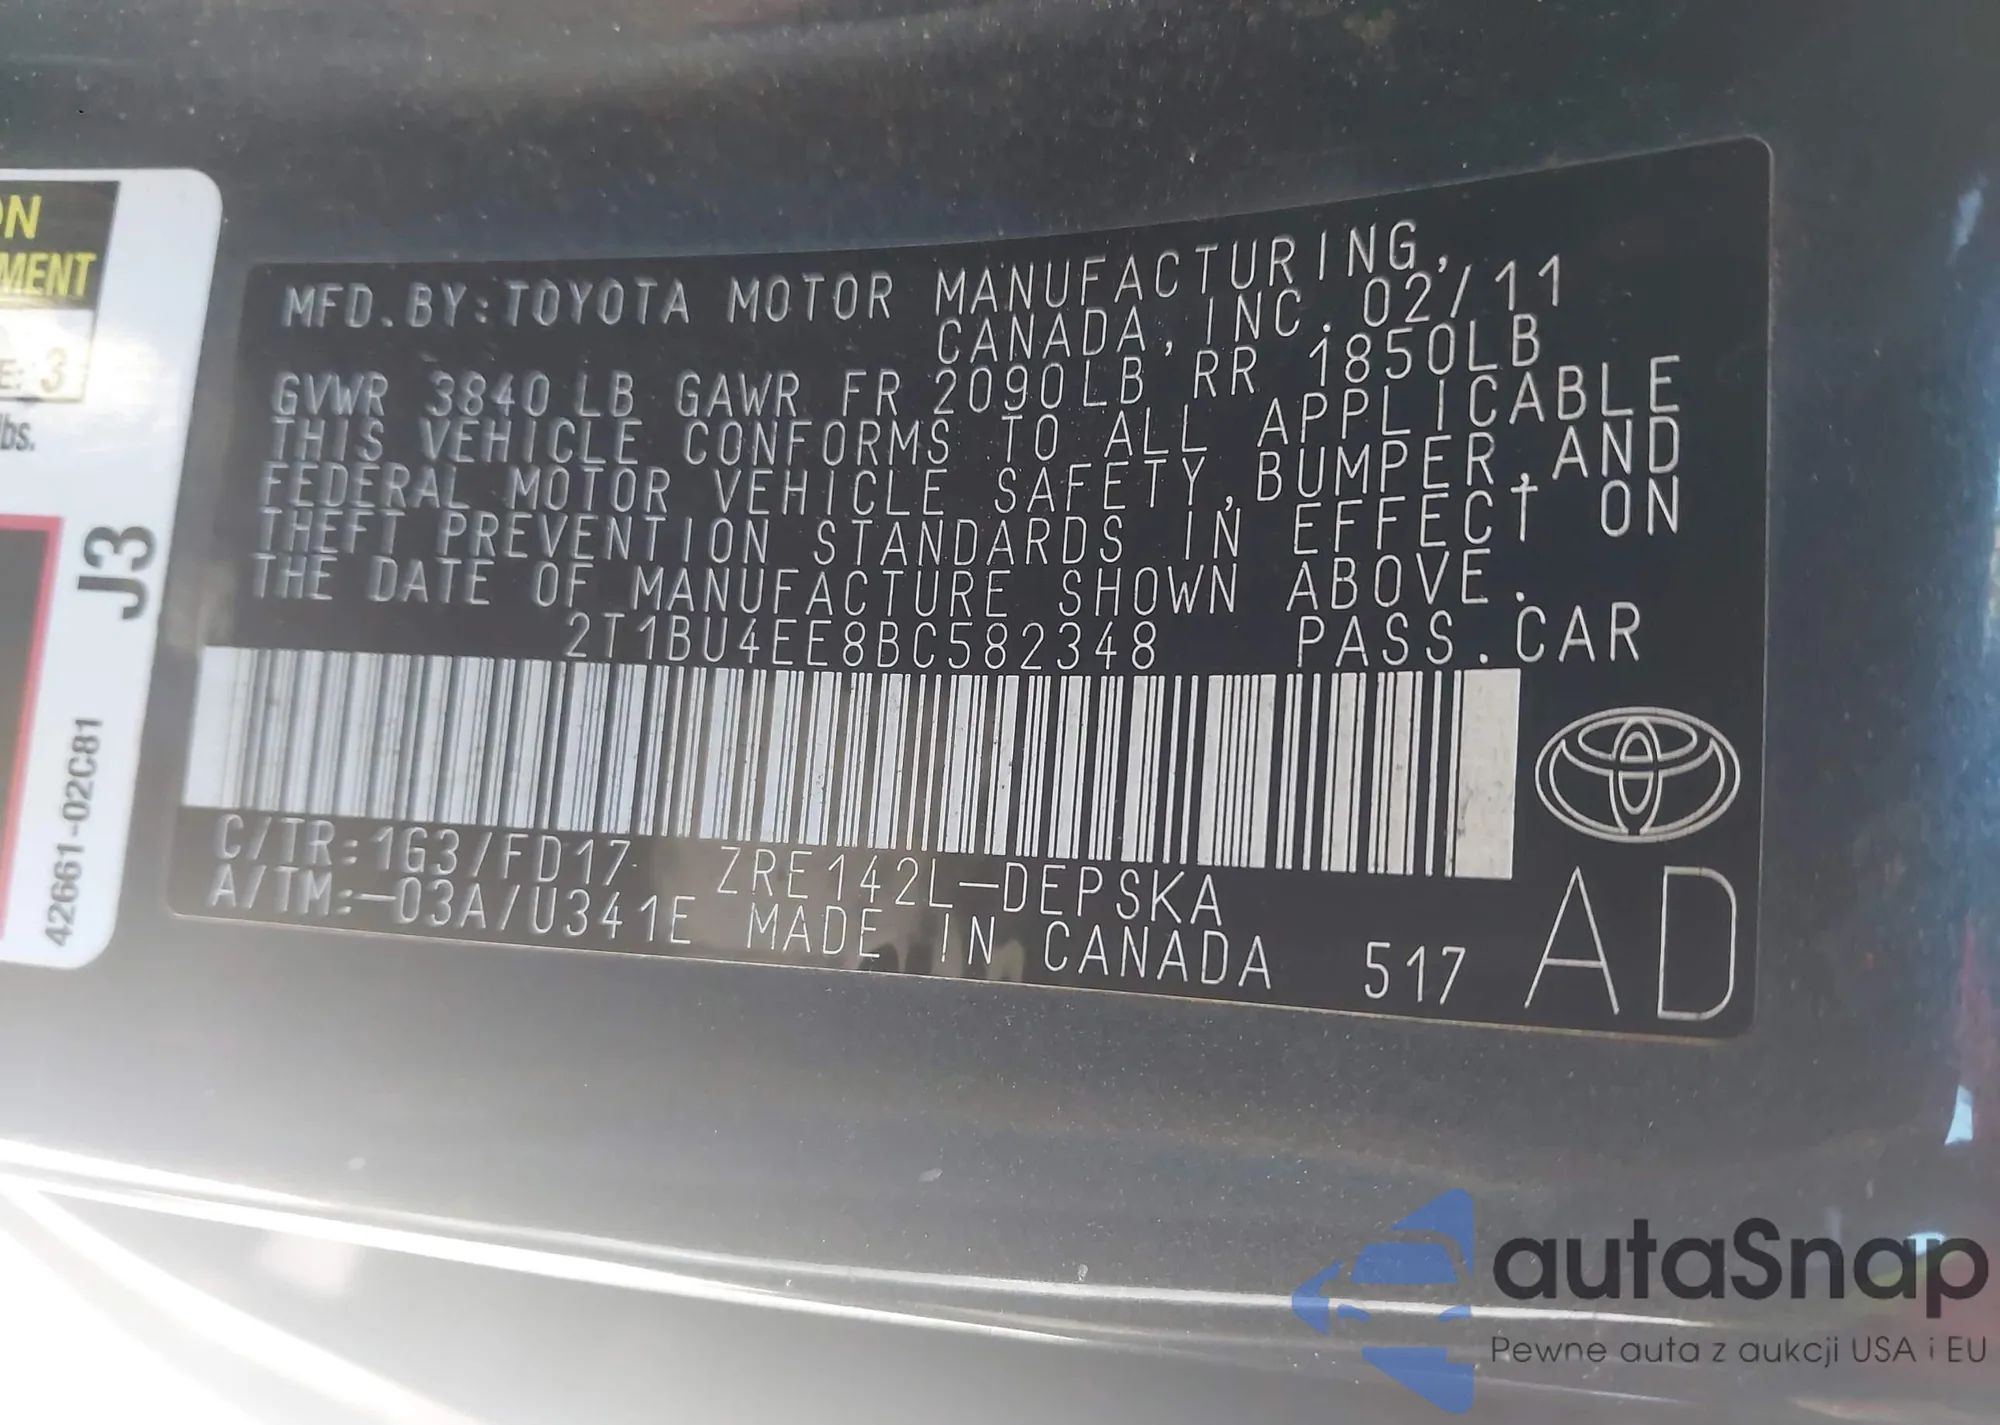 ON
MENT
E: 3
lbs.
J3
42661-02C81
MFD.BY:TOYOTA MOTOR MANUFACTURING,
CANADA, INC. 02/11
GVWR 3840 LB GAWR FR 2090LB RR 1850LB
THIS VEHICLE CONFORMS TO ALL APPLICABLE
FEDERAL MOTOR VEHICLE SAFETY,BUMPER,AND
THEFT PREVENTION STANDARDS IN EFFECT ON
THE DATE OF MANUFACTURE SHOWN ABOVE.
2T1BU4EE8BC582348 PASS.CAR
C/TR:1G3/FD17 ZRE142L-DEPSKA
A/TM:-03A/U341E MADE IN CANADA 517
AD
autaSnap
Pewne auta z aukcji USA i EU